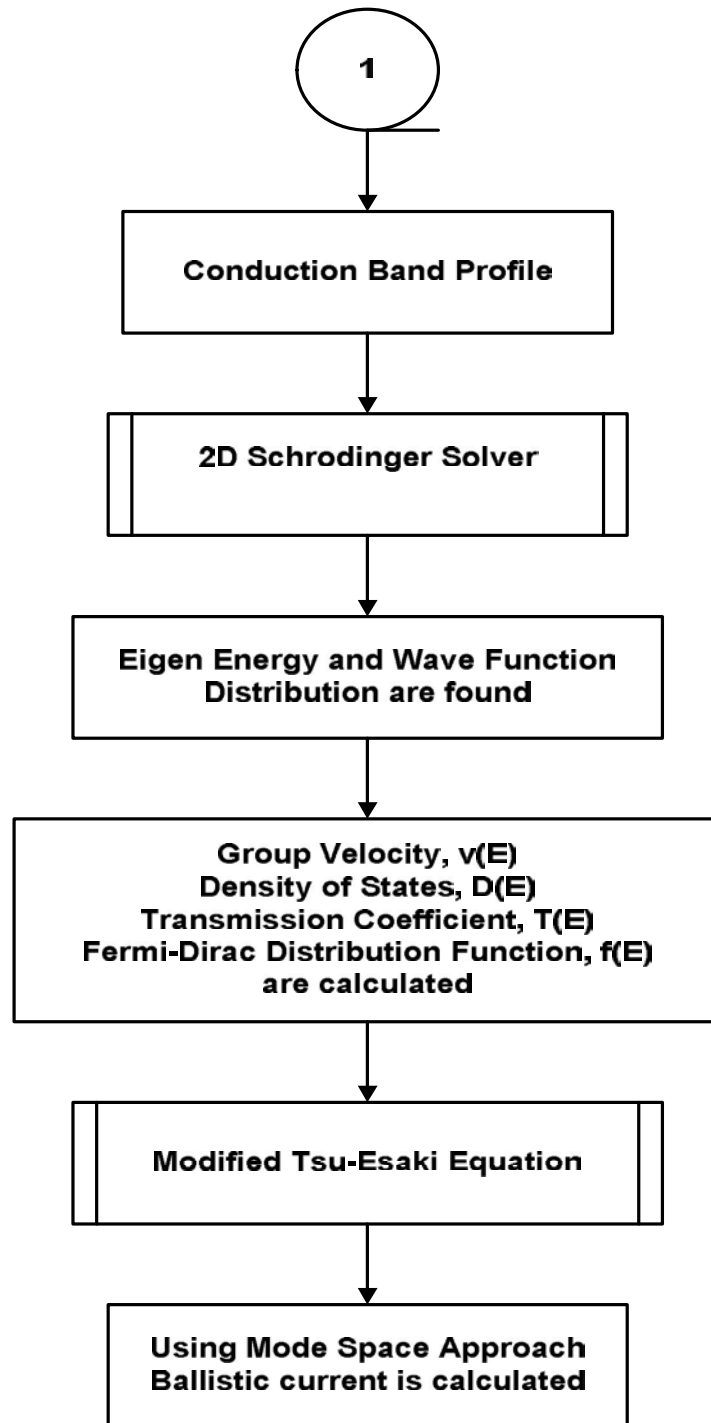 1
Conduction Band Profile
2D Schrodinger Solver
Eigen Energy and Wave Function
Distribution are found
Group Velocity, v(E)
Density of States, D(E)
Transmission Coefficient, T(E)
Fermi-Dirac Distribution Function, f(E)
are calculated
Modified Tsu-Esaki Equation
Using Mode Space Approach
Ballistic current is calculated